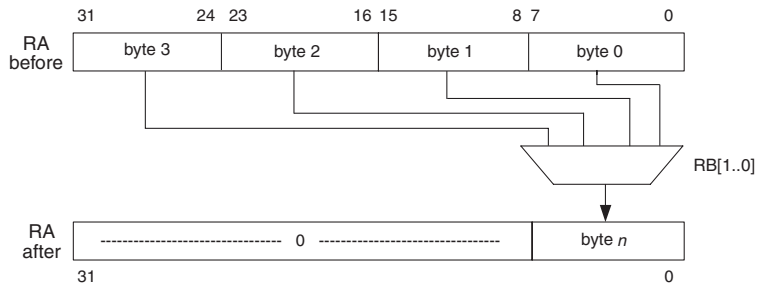 31 24 23 16 15 8 7 0
RA before byte 3 byte 2 byte 1 byte 0
RB[1..0]
RA after 0 byte n
31 0